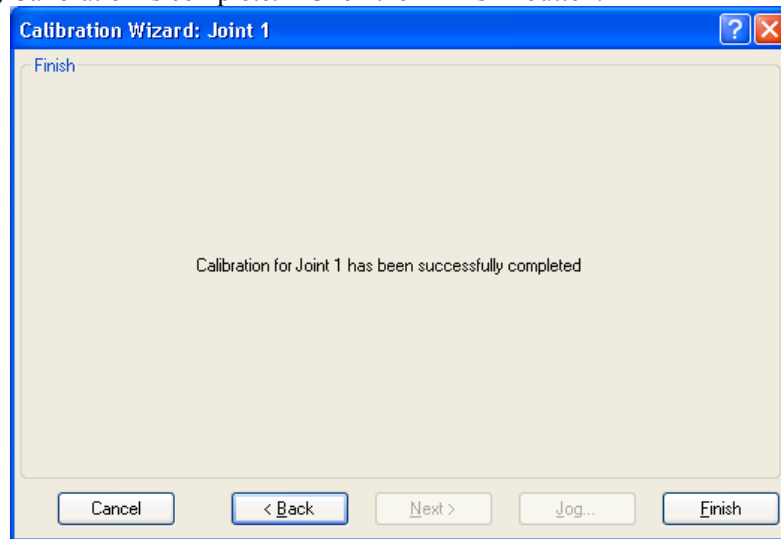 Calibration Wizard: Joint 1
Finish
Calibration for Joint 1 has been successfully completed
Cancel
< Back
Next >
Jog...
Finish